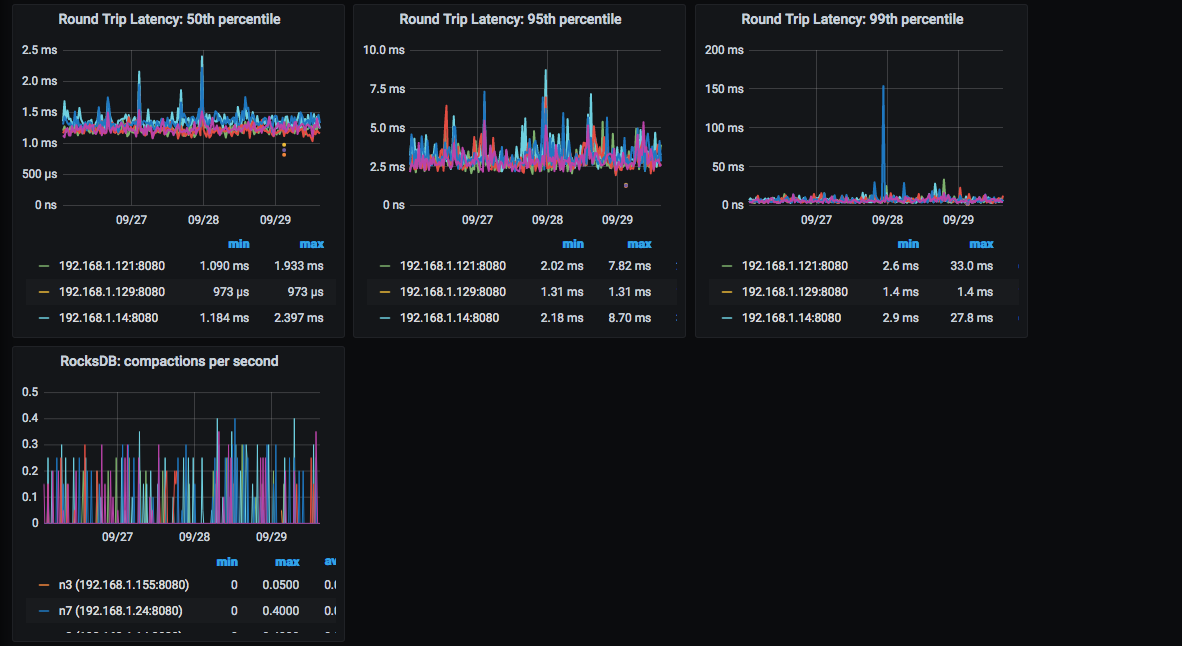 Round Trip Latency: 50th percentile
2.5 ms
2.0 ms
1.5 ms
1.0 ms
500 µs
0 ns
09/27 09/28 09/29
min max
192.168.1.121:8080 1.090 ms 1.933 ms
192.168.1.129:8080 973 µs 973 µs
192.168.1.14:8080 1.184 ms 2.397 ms
Round Trip Latency: 95th percentile
10.0 ms
7.5 ms
5.0 ms
2.5 ms
0 ns
09/27 09/28 09/29
min max
192.168.1.121:8080 2.02 ms 7.82 ms
192.168.1.129:8080 1.31 ms 1.31 ms
192.168.1.14:8080 2.18 ms 8.70 ms
Round Trip Latency: 99th percentile
200 ms
150 ms
100 ms
50 ms
0 ns
09/27 09/28 09/29
min max
192.168.1.121:8080 2.6 ms 33.0 ms
192.168.1.129:8080 1.4 ms 1.4 ms
192.168.1.14:8080 2.9 ms 27.8 ms
RocksDB: compactions per second
0.5
0.4
0.3
0.2
0.1
0
09/27 09/28 09/29
min max
n3 (192.168.1.155:8080) 0 0.0500
n7 (192.168.1.24:8080) 0 0.4000